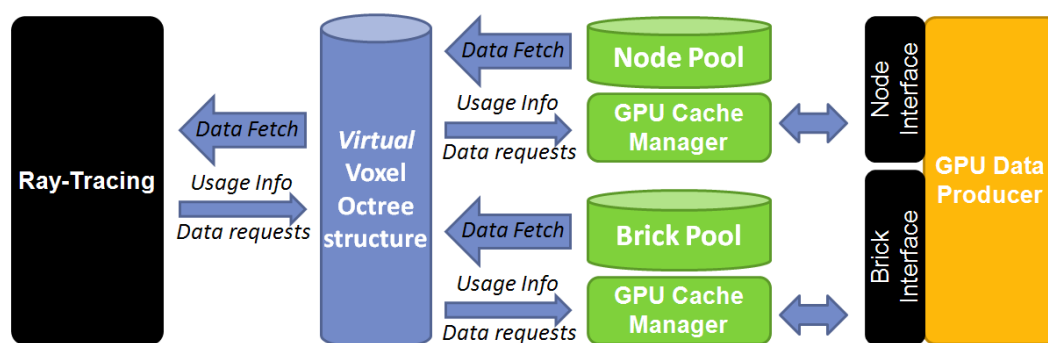 Ray-Tracing
Data Fetch
Usage Info
Data requests
Virtual
Voxel
Octree
structure
Data Fetch
Usage Info
Data requests
Node Pool
GPU Cache
Manager
Node
Interface
Data Fetch
Usage Info
Data requests
Brick Pool
GPU Cache
Manager
Brick
Interface
GPU Data
Producer